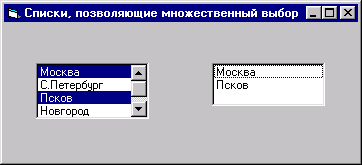 Списки, позволяющие множественный выбор
Москва
С.Петербург
Псков
Новгород
Москва
Псков